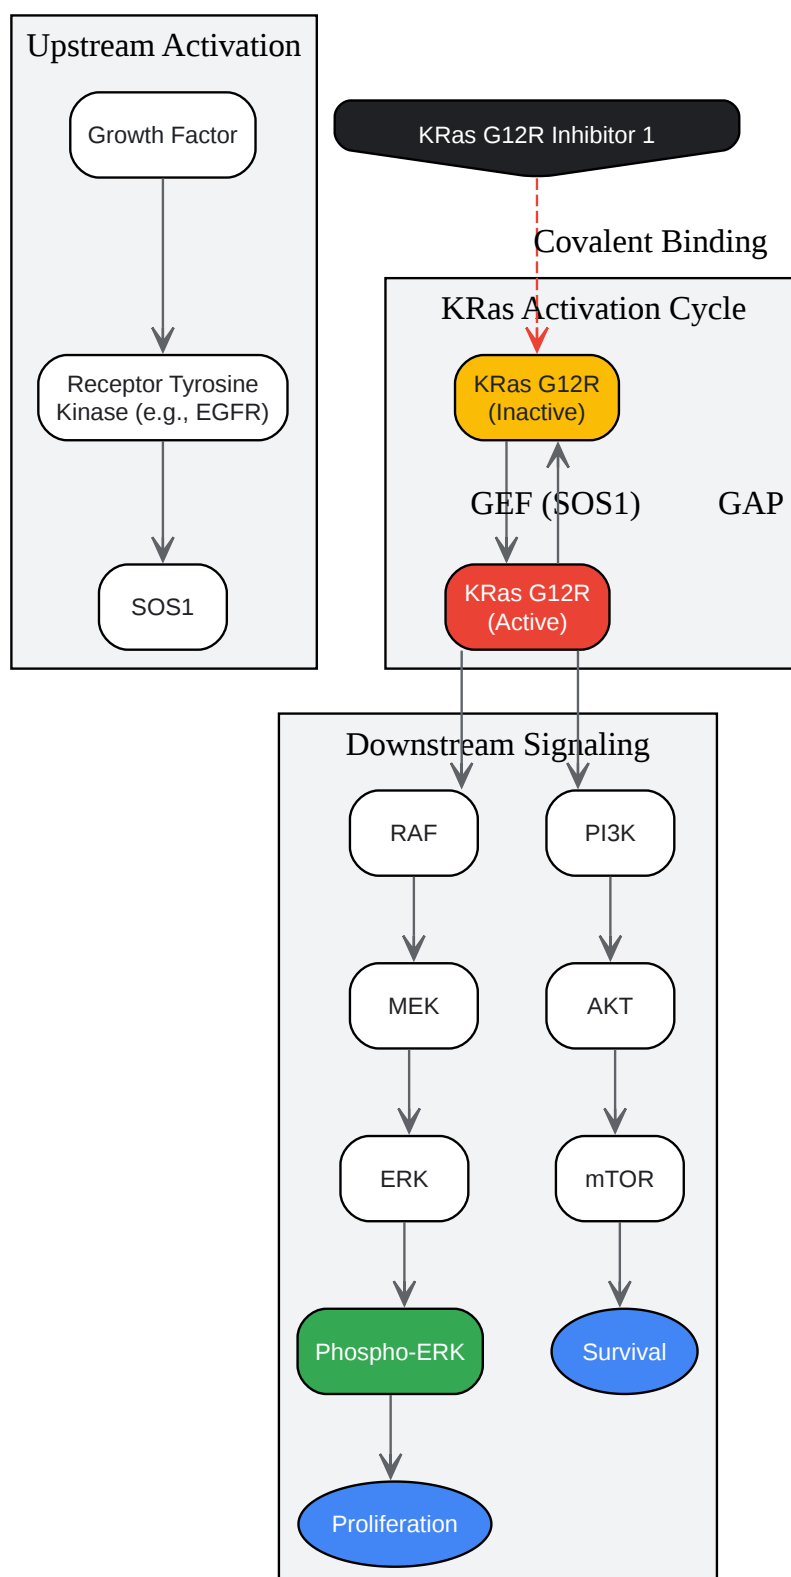 Upstream Activation
Growth Factor
Receptor Tyrosine
Kinase (e.g., EGFR)
SOS1
KRas G12R Inhibitor 1
Covalent Binding
KRas Activation Cycle
KRas G12R
(Inactive)
GEF (SOS1)
GAP
KRas G12R
(Active)
Downstream Signaling
RAF
PI3K
MEK
AKT
ERK
mTOR
Phospho-ERK
Survival
Proliferation